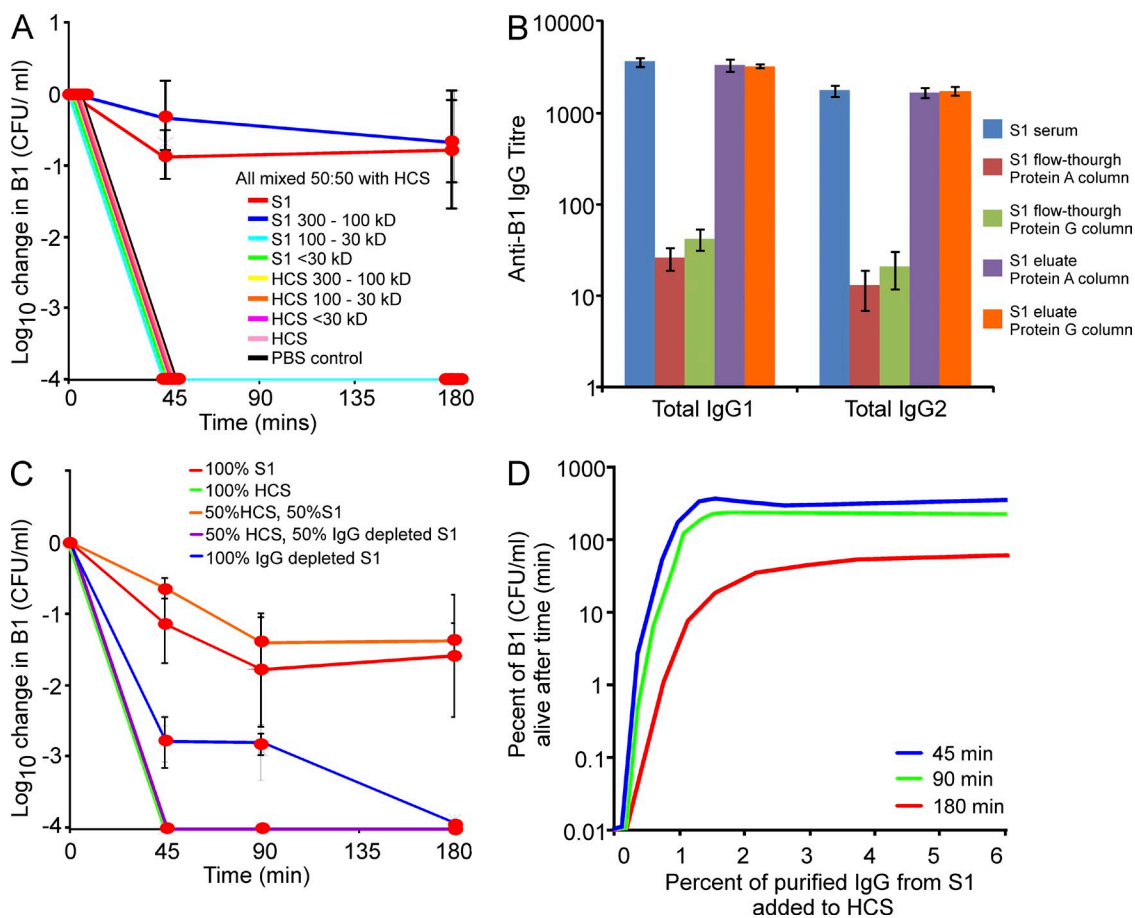 A
1
0
-1
-2
-3
-4
Log10 change in B1 (CFU/ ml)
All mixed 50:50 with HCS
S1
S1 300 - 100 kD
S1 100 - 30 kD
S1 <30 kD
HCS 300 - 100 kD
HCS 100 - 30 kD
HCS <30 kD
HCS
PBS control
0 45 90 135 180
Time (mins)
B
10000
1000
100
10
1
Anti-B1 IgG Titre
Total IgG1 Total IgG2
S1 serum
S1 flow-thourgh
Protein A column
S1 flow-thourgh
Protein G column
S1 eluate
Protein A column
S1 eluate
Protein G column
C
0
-1
-2
-3
-4
Log10 change in B1 (CFU/ml)
100% S1
100% HCS
50%HCS, 50%S1
50% HCS, 50% IgG depleted S1
100% IgG depleted S1
0 45 90 135 180
Time (min)
D
1000
100
10
1
0.1
0.01
Pecent of B1 (CFU/ml)
alive after time (min)
45 min
90 min
180 min
0 1 2 3 4 5 6
Percent of purified IgG from S1
added to HCS